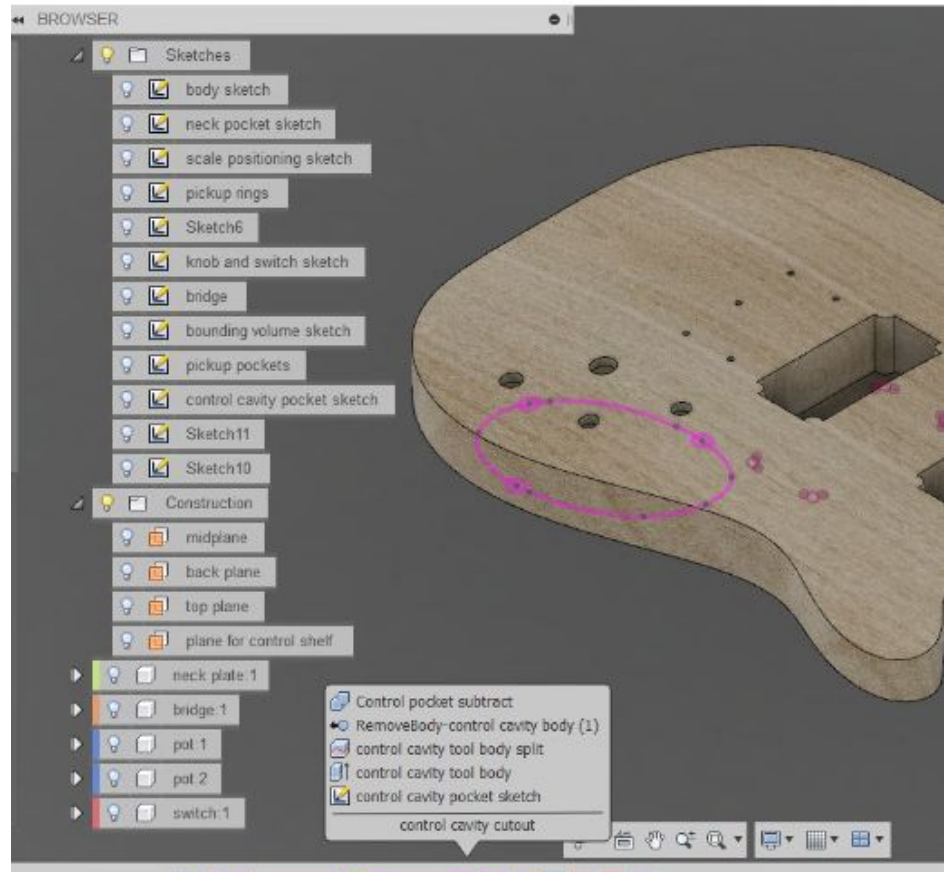 BROWSER
Sketches
body sketch
neck pocket sketch
scale positioning sketch
pickup rings
Sketch6
knob and switch sketch
bridge
bounding volume sketch
pickup pockets
control cavity pocket sketch
Sketch11
Sketch10
Construction
midplane
back plane
top plane
plane for control shelf
neck plate:1
bridge:1
pot:1
pot:2
switch:1
Control pocket subtract
RemoveBody-control cavity body (1)
control cavity tool body split
control cavity tool body
control cavity pocket sketch
control cavity cutout